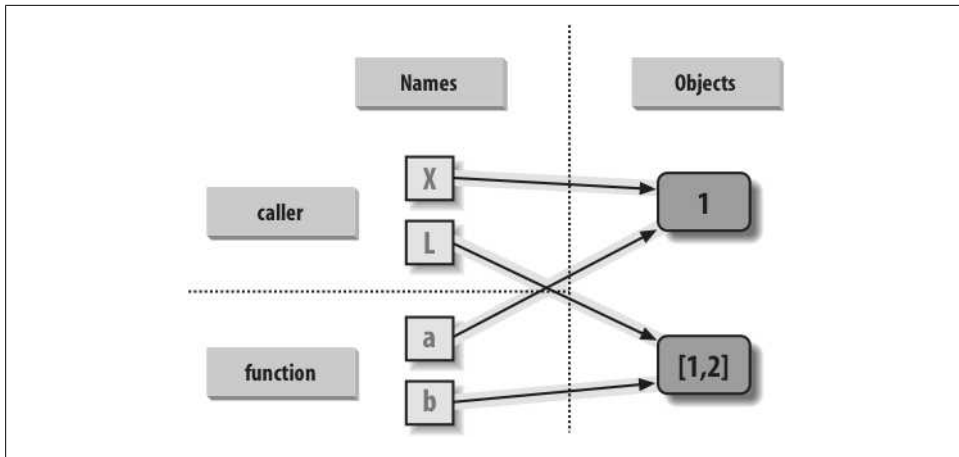 Names
Objects
caller
X
L
1
function
a
b
[1,2]